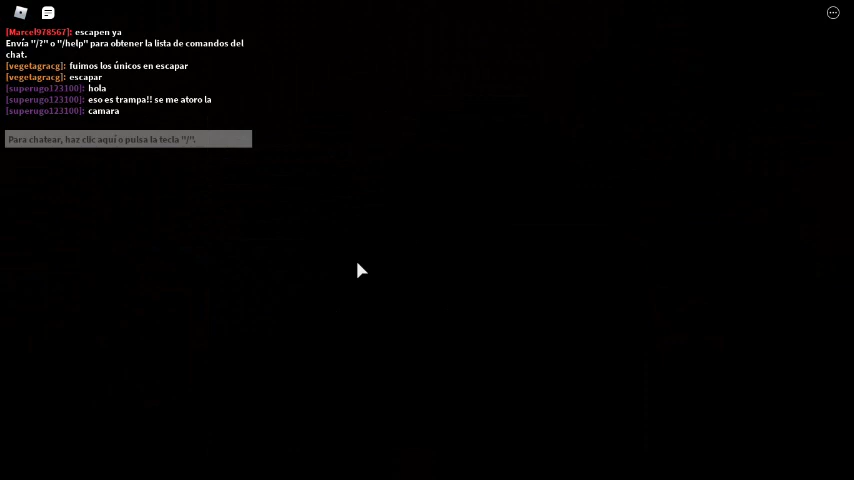 [Marcel978567]: escapen ya
Envía "/?" o "/help" para obtener la lista de comandos del
chat.
[vegetagracg]: fuimos los únicos en escapar
[vegetagracg]: escapar
[superugo123100]: hola
[superugo123100]: eso es trampa!! se me atoro la
[superugo123100]: camara
Para chatear, haz clic aquí o pulsa la tecla "/".